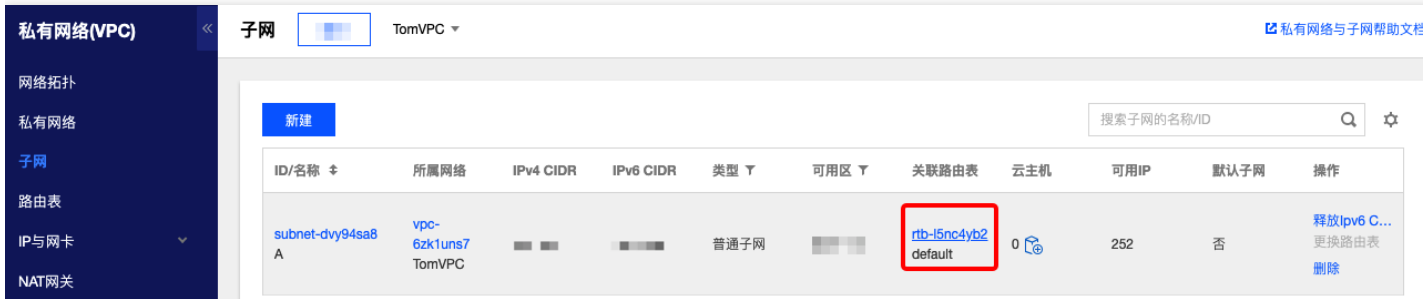 私有网络(VPC)
«
子网
TomVPC
私有网络与子网帮助文档
网络拓扑
私有网络
子网
路由表
IP与网卡
NAT网关
新建
搜索子网的名称/ID
ID/名称 所属网络 IPv4 CIDR IPv6 CIDR 类型 可用区 关联路由表 云主机 可用IP 默认子网 操作
subnet-dvy94sa8
A
vpc-
6zk1uns7
TomVPC
普通子网
rtb-l5nc4yb2
default
0
252
否
释放Ipv6 C...
更换路由表
删除